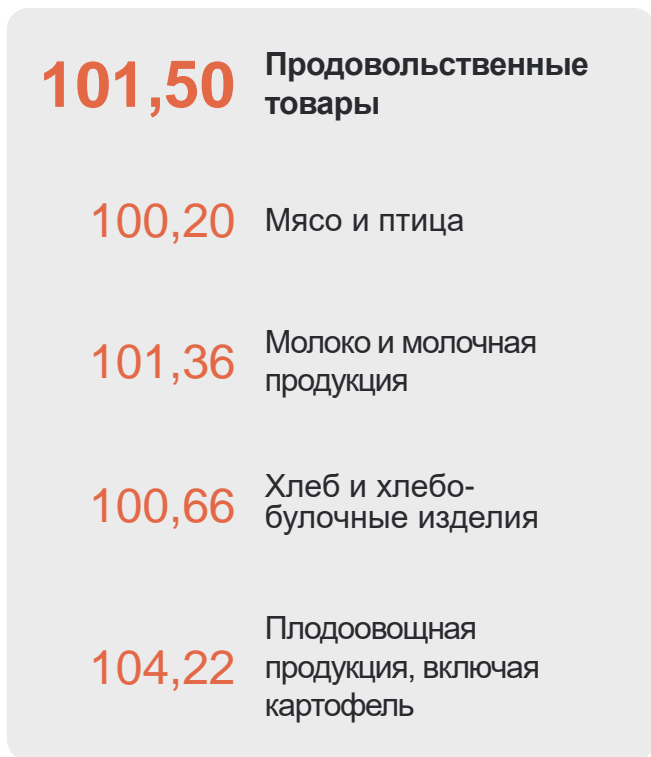 101,50 Продовольственные
товары
100,20 Мясо и птица
101,36 Молоко и молочная
продукция
100,66 Хлеб и хлебо-
булочные изделия
104,22 Плодоовощная
продукция, включая
картофель